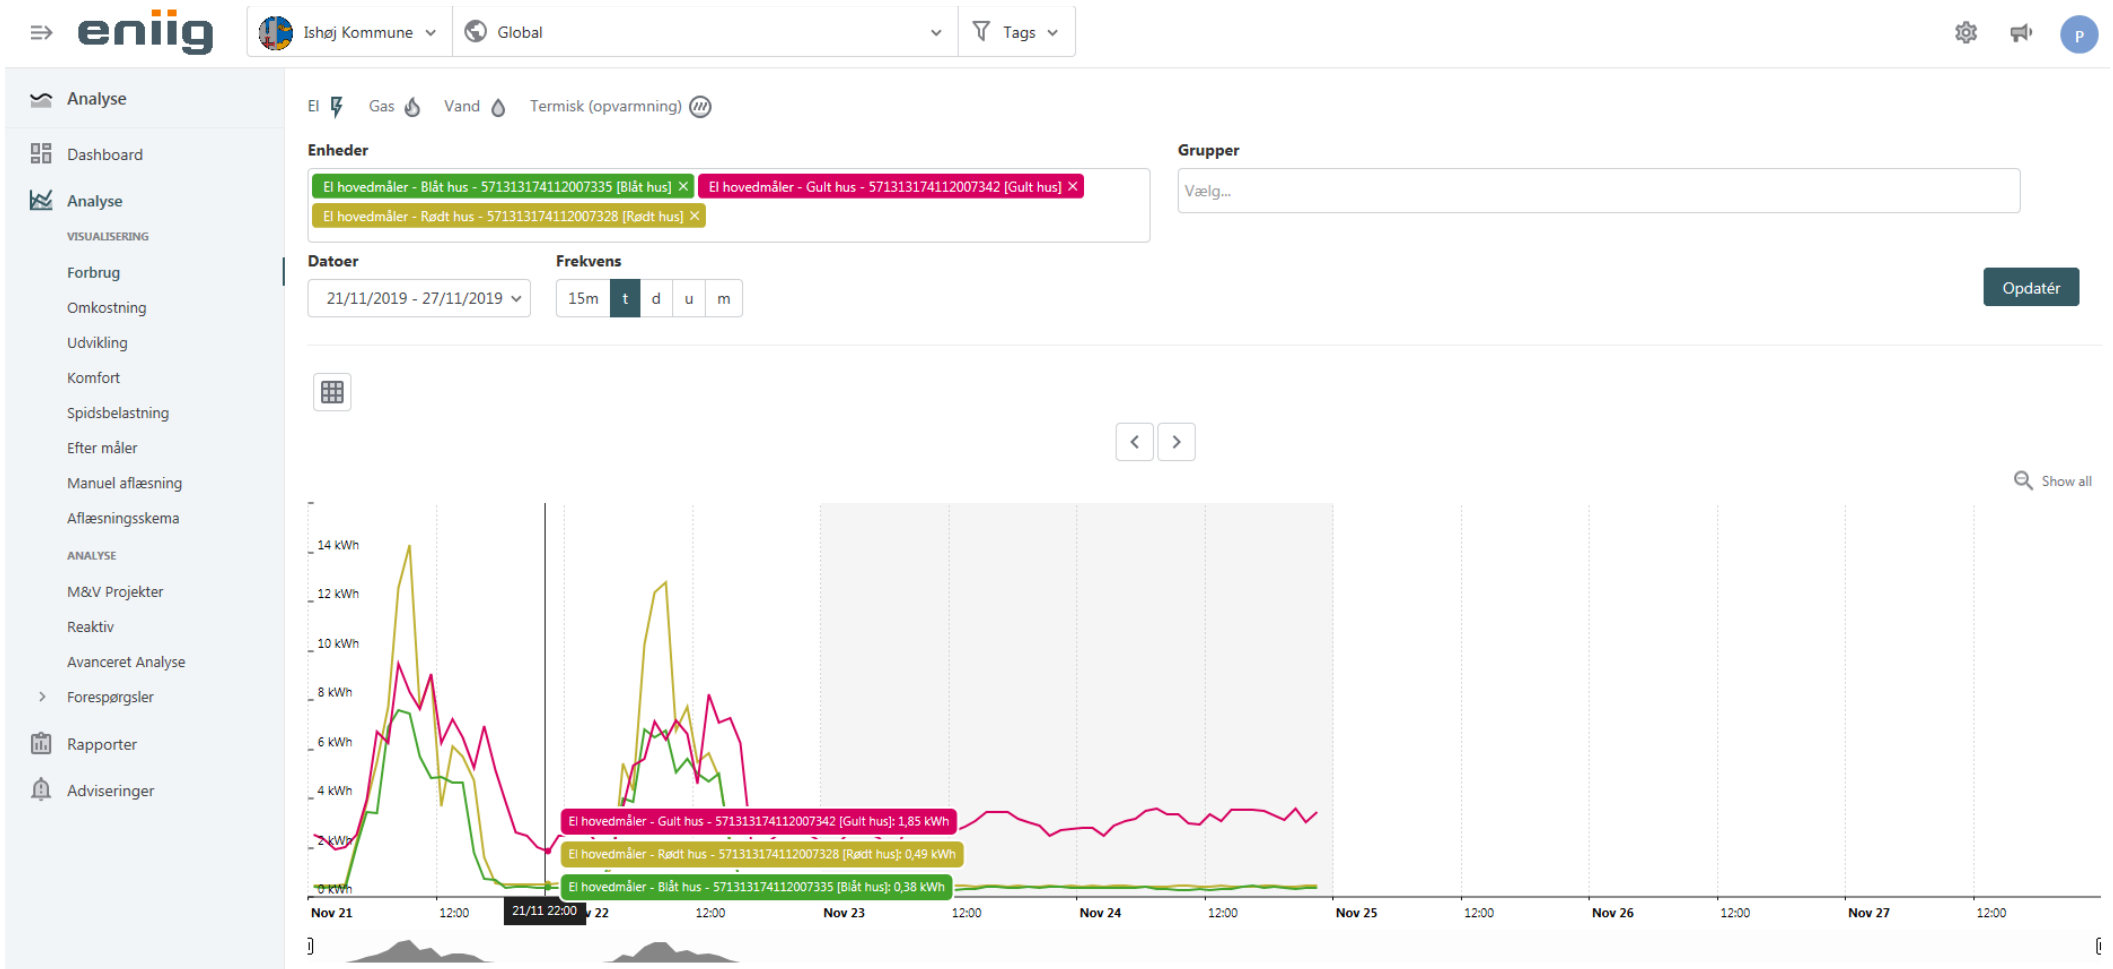 eniig
Ishøj Kommune
Global
Tags
P
Analyse
Dashboard
Analyse
VISUALISERING
Forbrug
Omkostning
Udvikling
Komfort
Spidsbelastning
Efter måler
Manuel aflæsning
Aflæsningsskema
ANALYSE
M&V Projekter
Reaktiv
Avanceret Analyse
Forespørgsler
Rapporter
Adviseringer
El Gas Vand Termisk (opvarmning)
Enheder
El hovedmåler - Blåt hus - 571313174112007335 [Blåt hus] ×
El hovedmåler - Gult hus - 571313174112007342 [Gult hus] ×
El hovedmåler - Rødt hus - 571313174112007328 [Rødt hus] ×
Grupper
Vælg...
Datoer
21/11/2019 - 27/11/2019
Frekvens
15m t d u m
Opdatér
Show all
14 kWh
12 kWh
10 kWh
8 kWh
6 kWh
4 kWh
2 kWh
0 kWh
El hovedmåler - Gult hus - 571313174112007342 [Gult hus]: 1,85 kWh
El hovedmåler - Rødt hus - 571313174112007328 [Rødt hus]: 0,49 kWh
El hovedmåler - Blåt hus - 571313174112007335 [Blåt hus]: 0,38 kWh
Nov 21 12:00 21/11 22:00 v 22 12:00 Nov 23 12:00 Nov 24 12:00 Nov 25 12:00 Nov 26 12:00 Nov 27 12:00